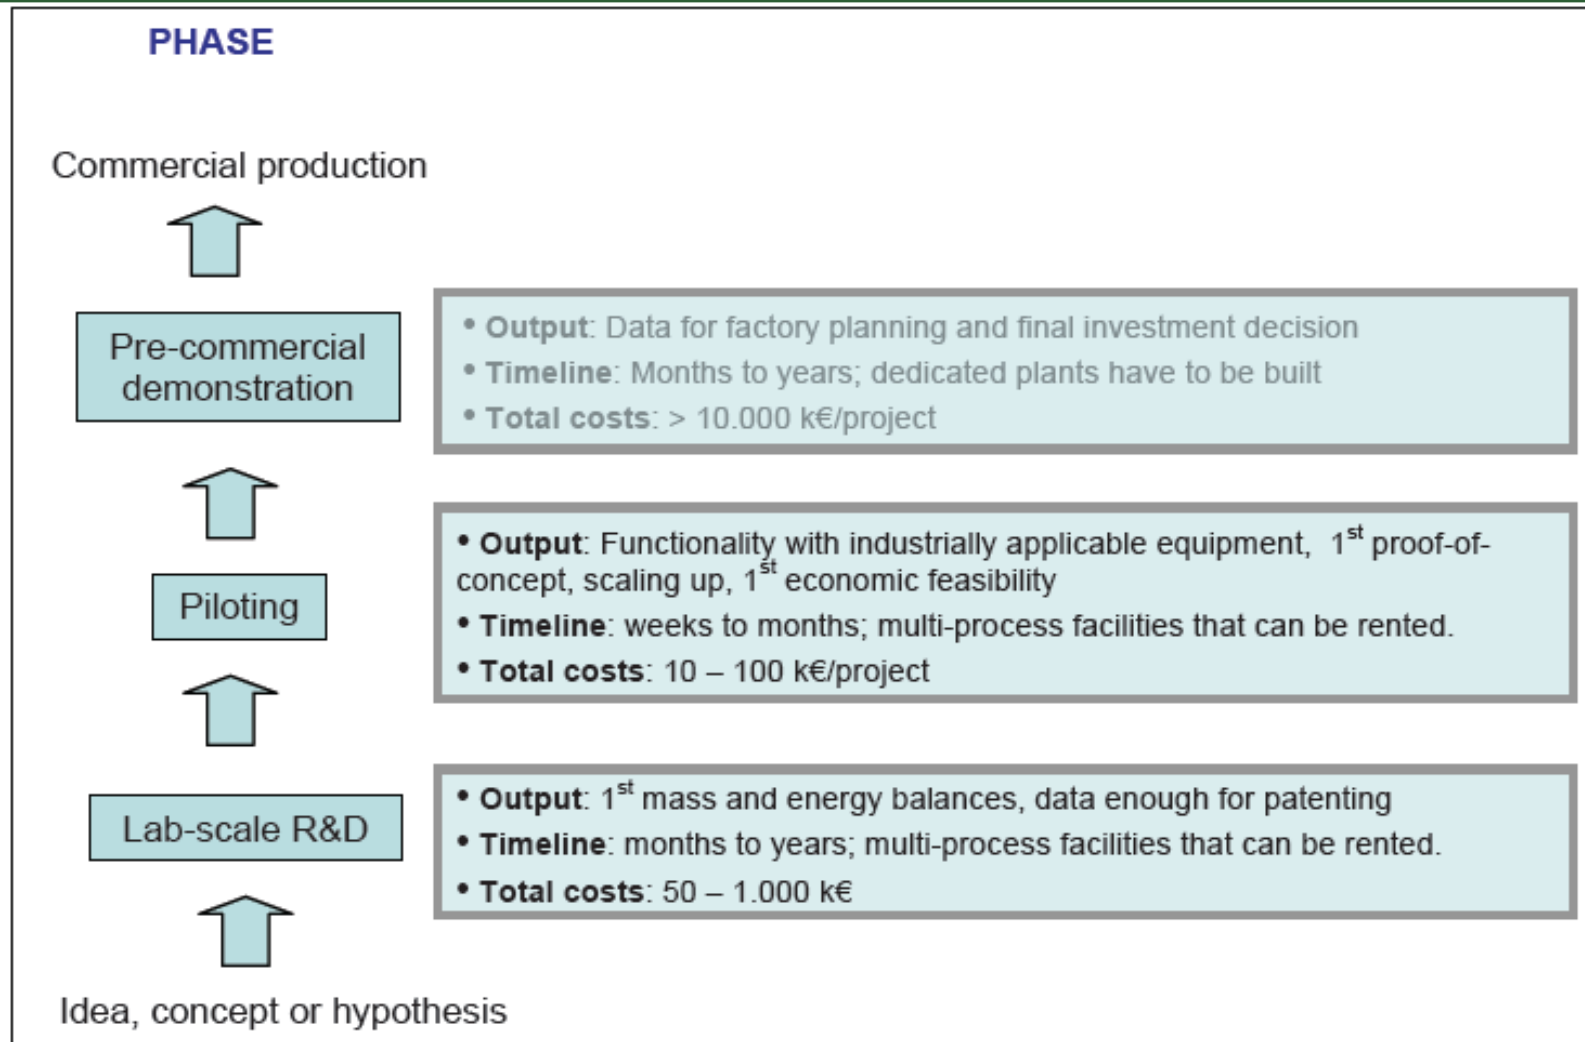 PHASE
Commercial production
Pre-commercial
demonstration
• Output: Data for factory planning and final investment decision
• Timeline: Months to years; dedicated plants have to be built
• Total costs: > 10.000 k€/project
Piloting
• Output: Functionality with industrially applicable equipment, 1st proof-of-
concept, scaling up, 1st economic feasibility
• Timeline: weeks to months; multi-process facilities that can be rented.
• Total costs: 10 – 100 k€/project
Lab-scale R&D
• Output: 1st mass and energy balances, data enough for patenting
• Timeline: months to years; multi-process facilities that can be rented.
• Total costs: 50 – 1.000 k€
Idea, concept or hypothesis